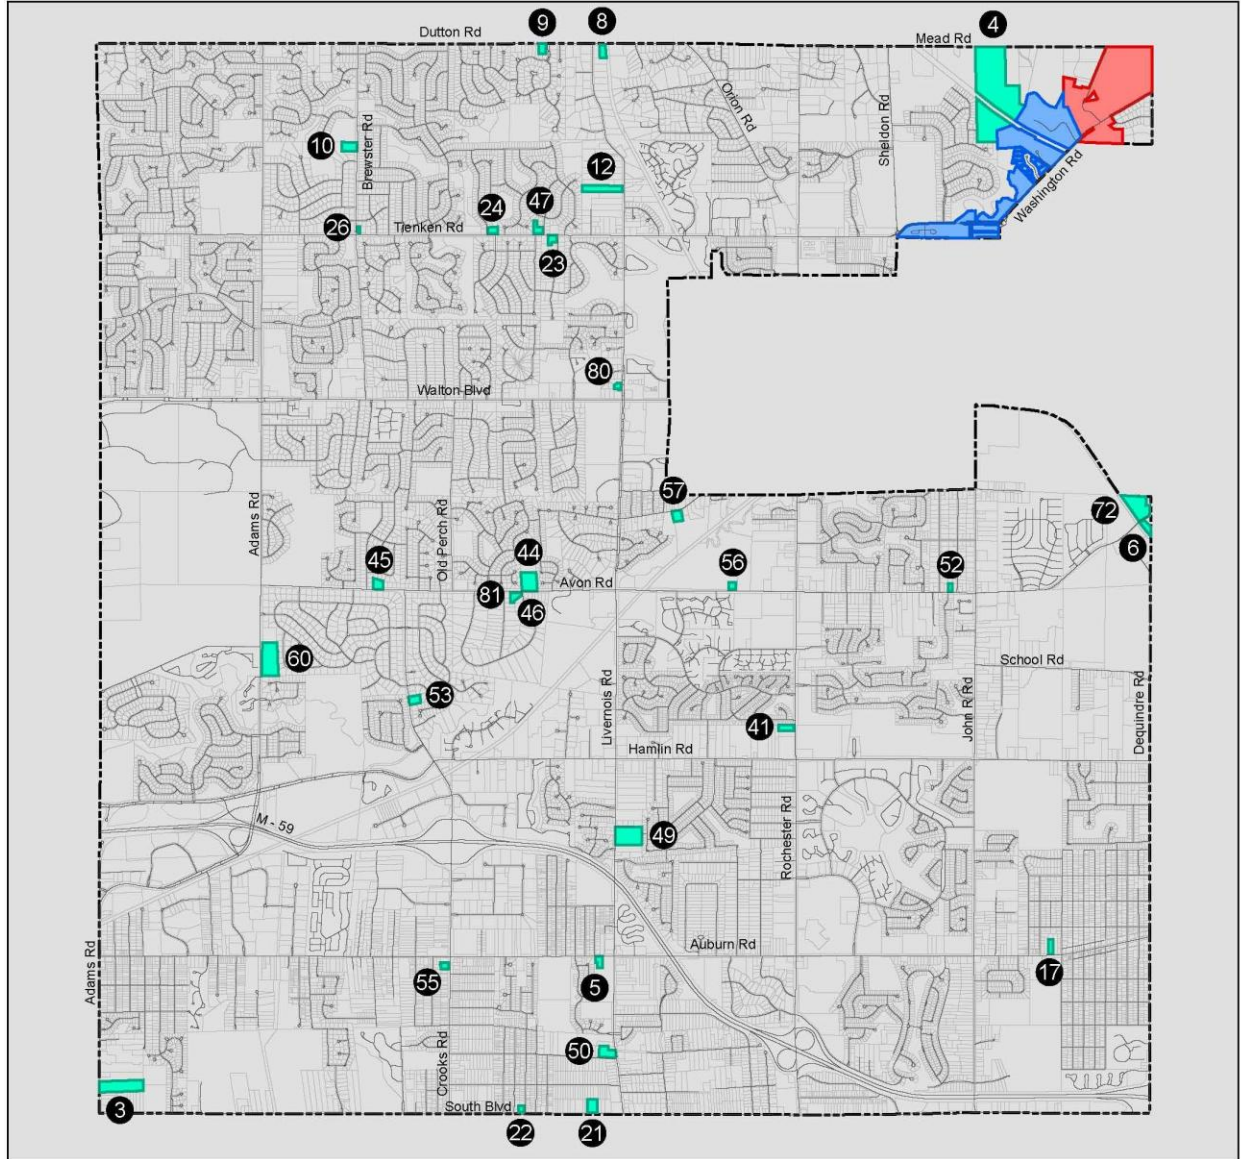 9
8
4
Dutton Rd
Mead Rd
Orion Rd
Sheldon Rd
10
Brewster Rd
12
Washington Rd
24
47
26
Tienken Rd
23
80
Walton Blvd
57
72
6
Adams Rd
Old Perch Rd
45
44
Avon Rd
56
52
81
46
60
School Rd
53
Livernois Rd
John R Rd
Dequindre Rd
41
Hamlin Rd
M - 59
49
Rochester Rd
Auburn Rd
Adams Rd
55
5
17
50
Crooks Rd
3
South Blvd
22
21